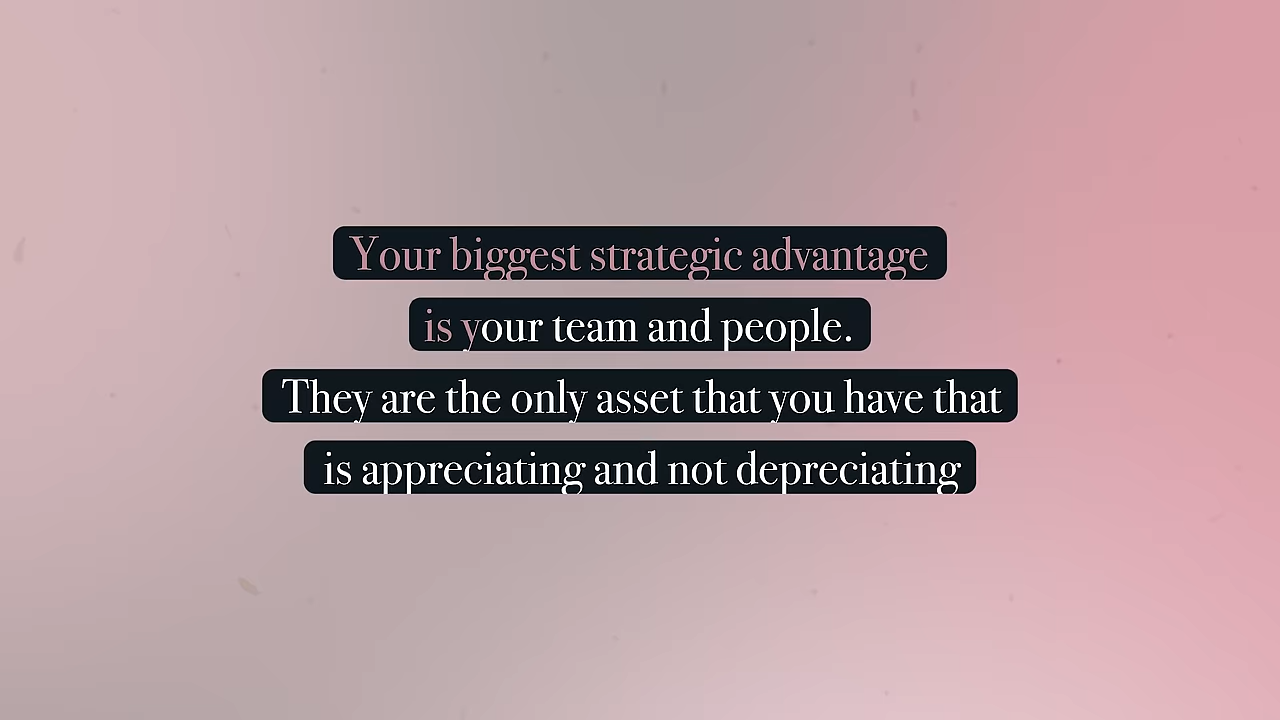 Your biggest strategic advantage
is your team and people.
They are the only asset that you have that
is appreciating and not depreciating